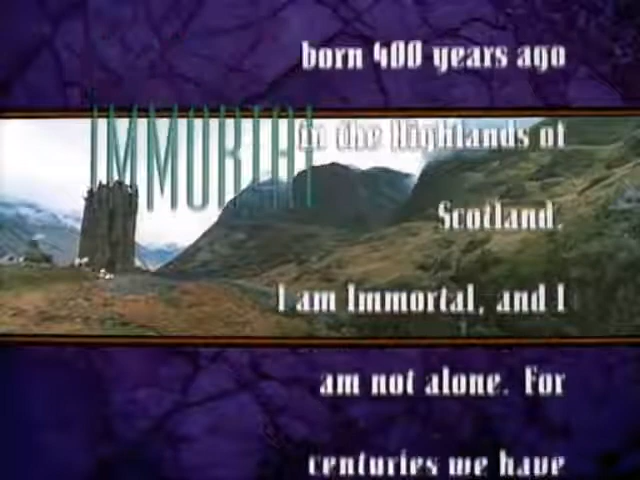 born 400 years ago
IMMORTAL
in the Highlands of
Scotland.
I am Immortal, and I
am not alone. For
centuries we have